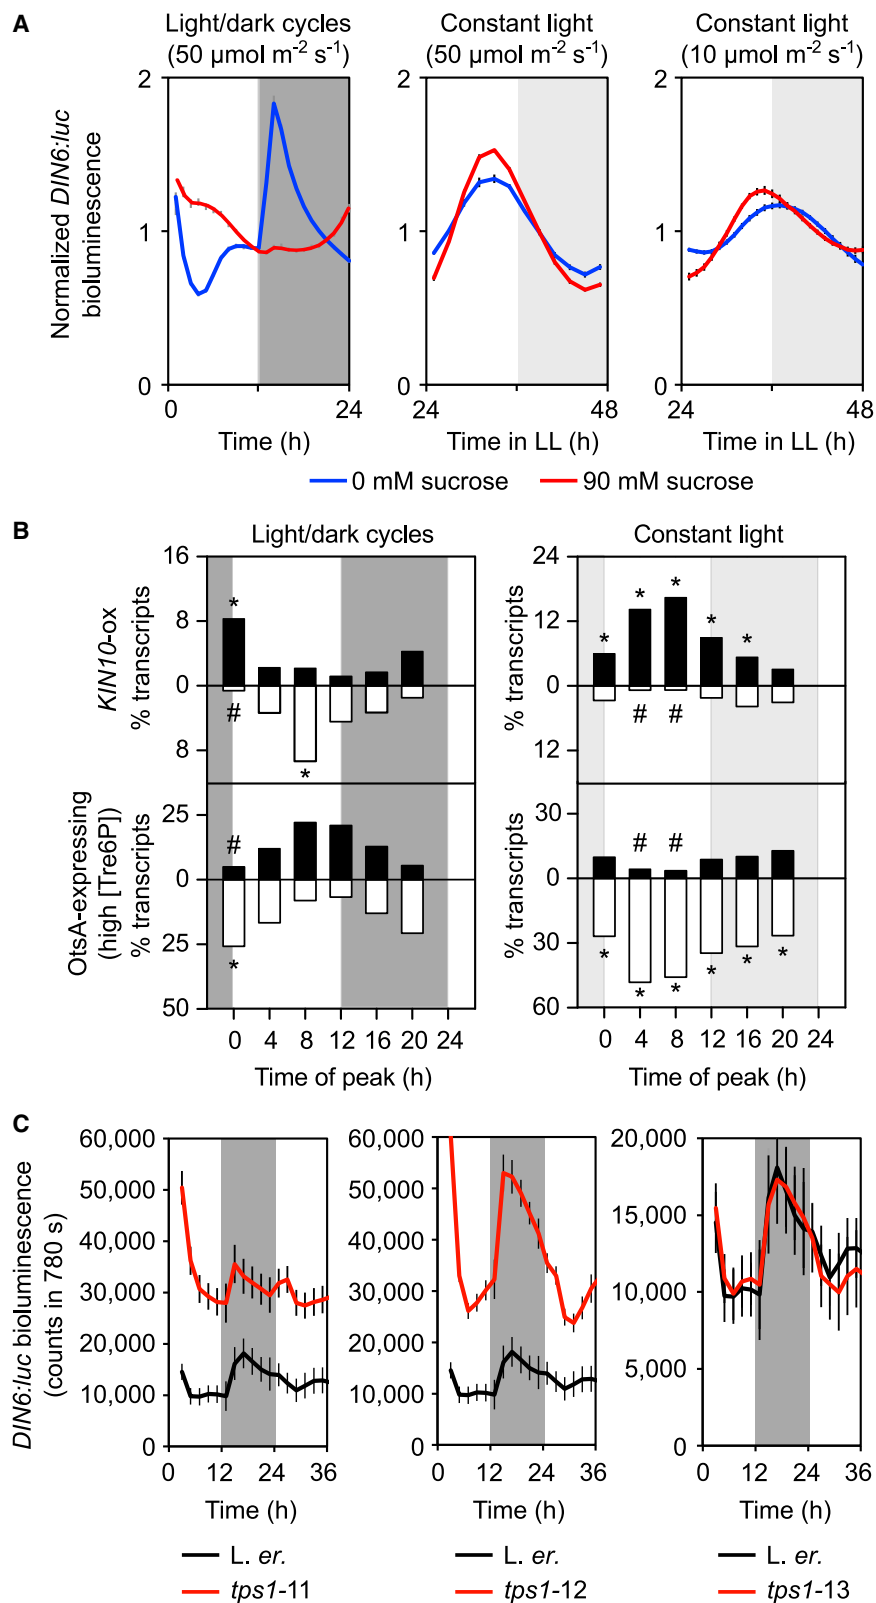 A
Light/dark cycles
(50 µmol m⁻² s⁻¹)
Constant light
(50 µmol m⁻² s⁻¹)
Constant light
(10 µmol m⁻² s⁻¹)
Normalized DIN6:luc
bioluminescence
2
1
0
0
24
Time (h)
2
1
0
24
48
Time in LL (h)
2
1
0
24
48
Time in LL (h)
0 mM sucrose
90 mM sucrose
B
Light/dark cycles
Constant light
KIN10-ox
% transcripts
16
8
0
8
*
#
*
% transcripts
24
12
0
12
*
*
*
*
*
#
#
OtsA-expressing
(high [Tre6P])
% transcripts
25
0
25
50
#
*
0
4
8
12
16
20
24
Time of peak (h)
% transcripts
30
0
30
60
#
#
*
*
*
*
*
*
0
4
8
12
16
20
24
Time of peak (h)
C
DIN6:luc bioluminescence
(counts in 780 s)
60,000
50,000
40,000
30,000
20,000
10,000
0
0
12
24
36
Time (h)
L. er.
tps1-11
60,000
50,000
40,000
30,000
20,000
10,000
0
0
12
24
36
Time (h)
L. er.
tps1-12
20,000
15,000
10,000
5,000
0
0
12
24
36
Time (h)
L. er.
tps1-13